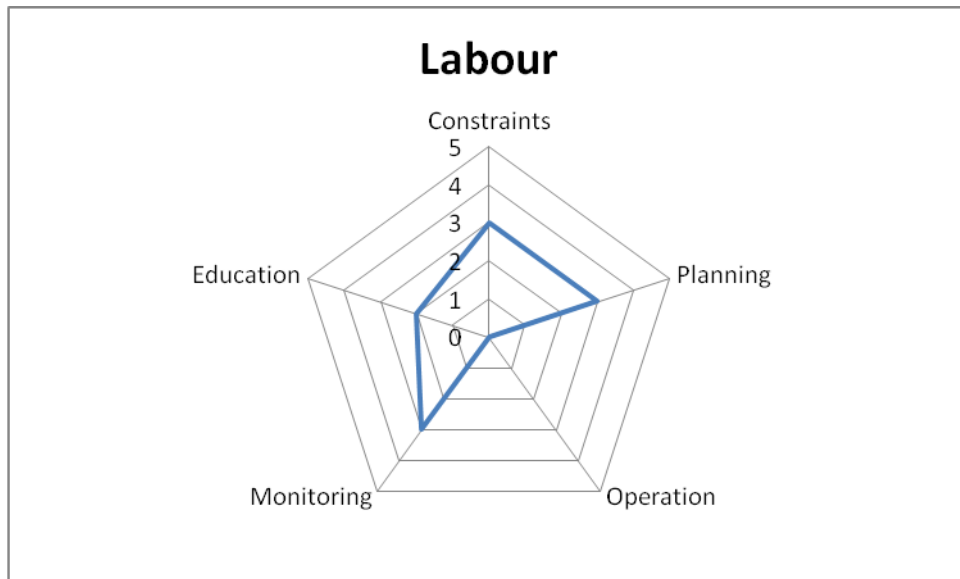 Labour
Constraints
5
4
3
2
1
0
Education
Planning
Monitoring
Operation